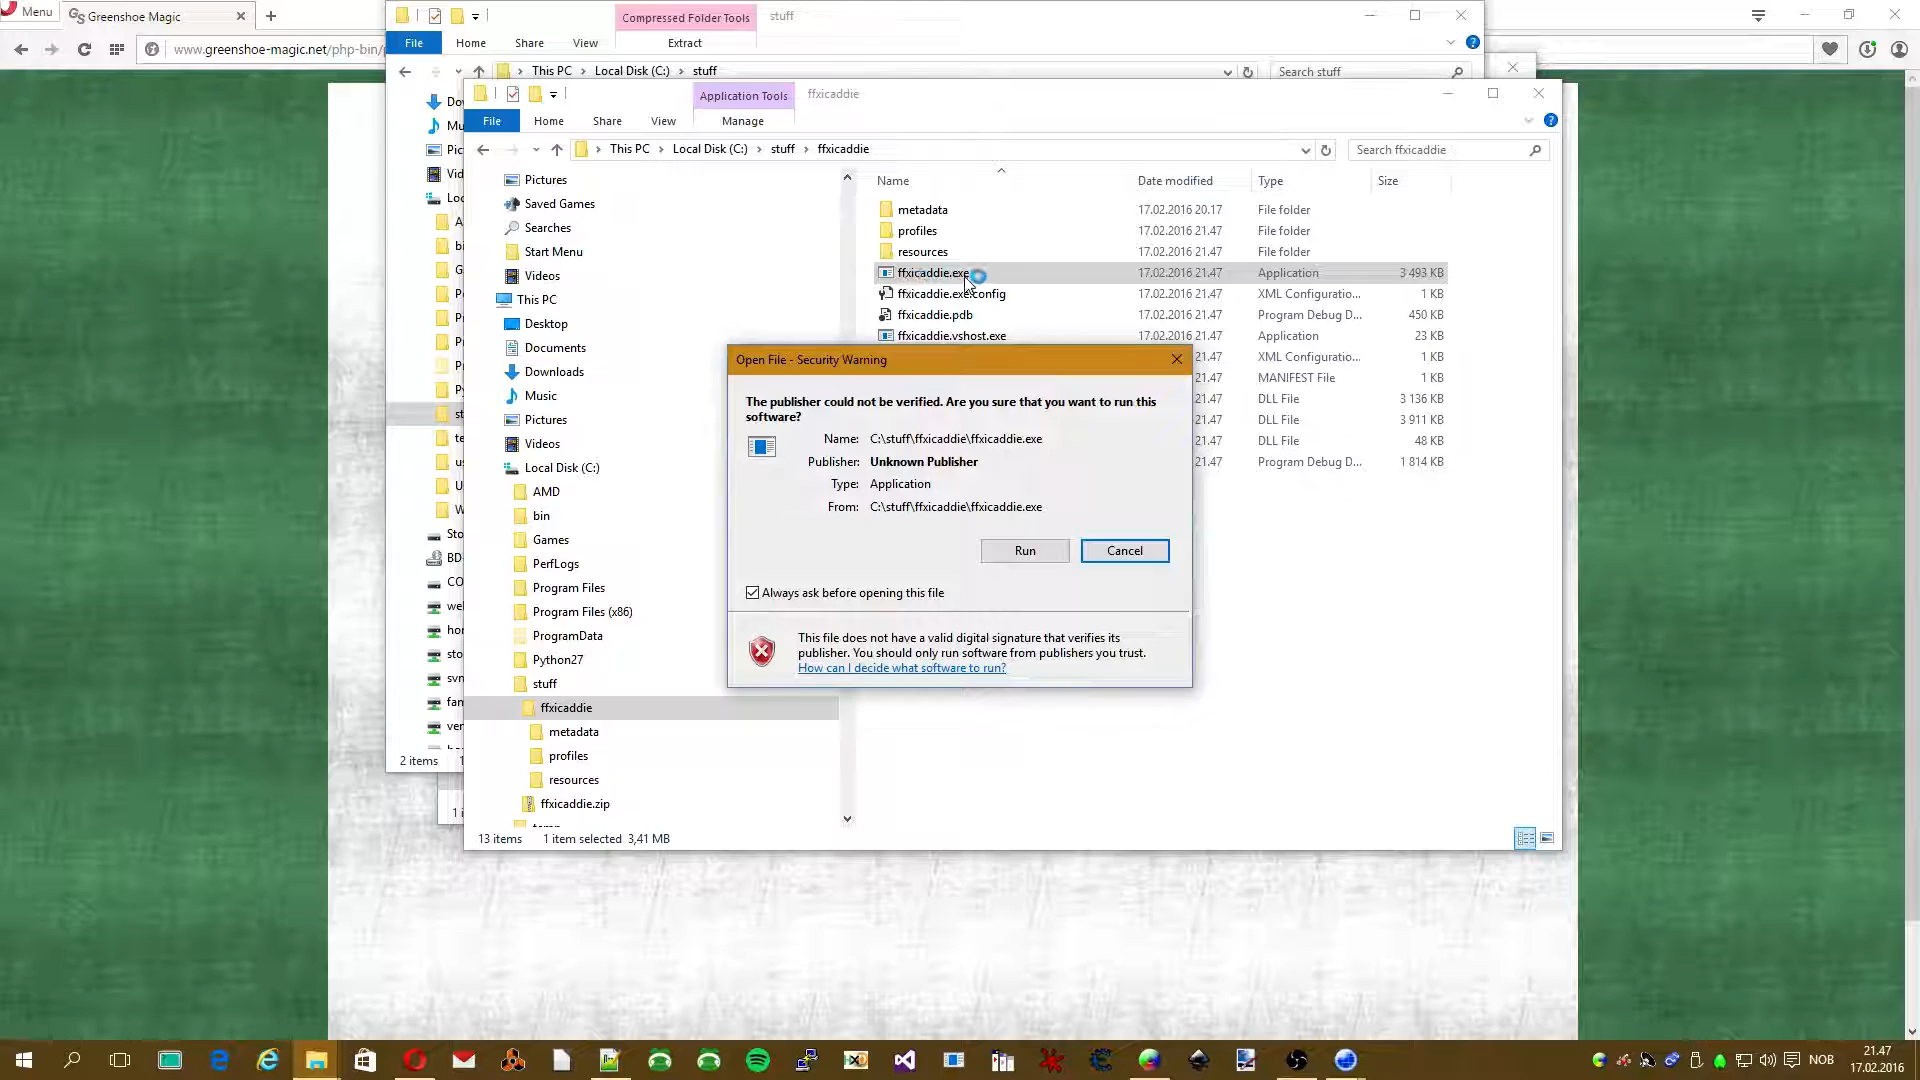 Menu
Greenshoe Magic
www.greenshoe-magic.net/php-bin/
Compressed Folder Tools
stuff
File
Home
Share
View
Extract
This PC
Local Disk (C:)
stuff
Search stuff
Application Tools
ffxicaddie
File
Home
Share
View
Manage
This PC
Local Disk (C:)
stuff
ffxicaddie
Search ffxicaddie
Pictures
Saved Games
Searches
Start Menu
Videos
This PC
Desktop
Documents
Downloads
Music
Pictures
Videos
Local Disk (C:)
AMD
bin
Games
PerfLogs
Program Files
Program Files (x86)
ProgramData
Python27
stuff
ffxicaddie
metadata
profiles
resources
ffxicaddie.zip
Name
Date modified
Type
Size
metadata 17.02.2016 20.17 File folder
profiles 17.02.2016 21.47 File folder
resources 17.02.2016 21.47 File folder
ffxicaddie.exe 17.02.2016 21.47 Application 3 493 KB
ffxicaddie.exe.config 17.02.2016 21.47 XML Configuratio... 1 KB
ffxicaddie.pdb 17.02.2016 21.47 Program Debug D... 450 KB
ffxicaddie.vshost.exe 17.02.2016 21.47 Application 23 KB
21.47 XML Configuratio... 1 KB
21.47 MANIFEST File 1 KB
21.47 DLL File 3 136 KB
21.47 DLL File 3 911 KB
21.47 DLL File 48 KB
21.47 Program Debug D... 1 814 KB
Open File - Security Warning
The publisher could not be verified. Are you sure that you want to run this
software?
Name: C:\stuff\ffxicaddie\ffxicaddie.exe
Publisher: Unknown Publisher
Type: Application
From: C:\stuff\ffxicaddie\ffxicaddie.exe
Run
Cancel
Always ask before opening this file
This file does not have a valid digital signature that verifies its
publisher. You should only run software from publishers you trust.
How can I decide what software to run?
2 items
13 items
1 item selected 3,41 MB
NOB
21.47
17.02.2016